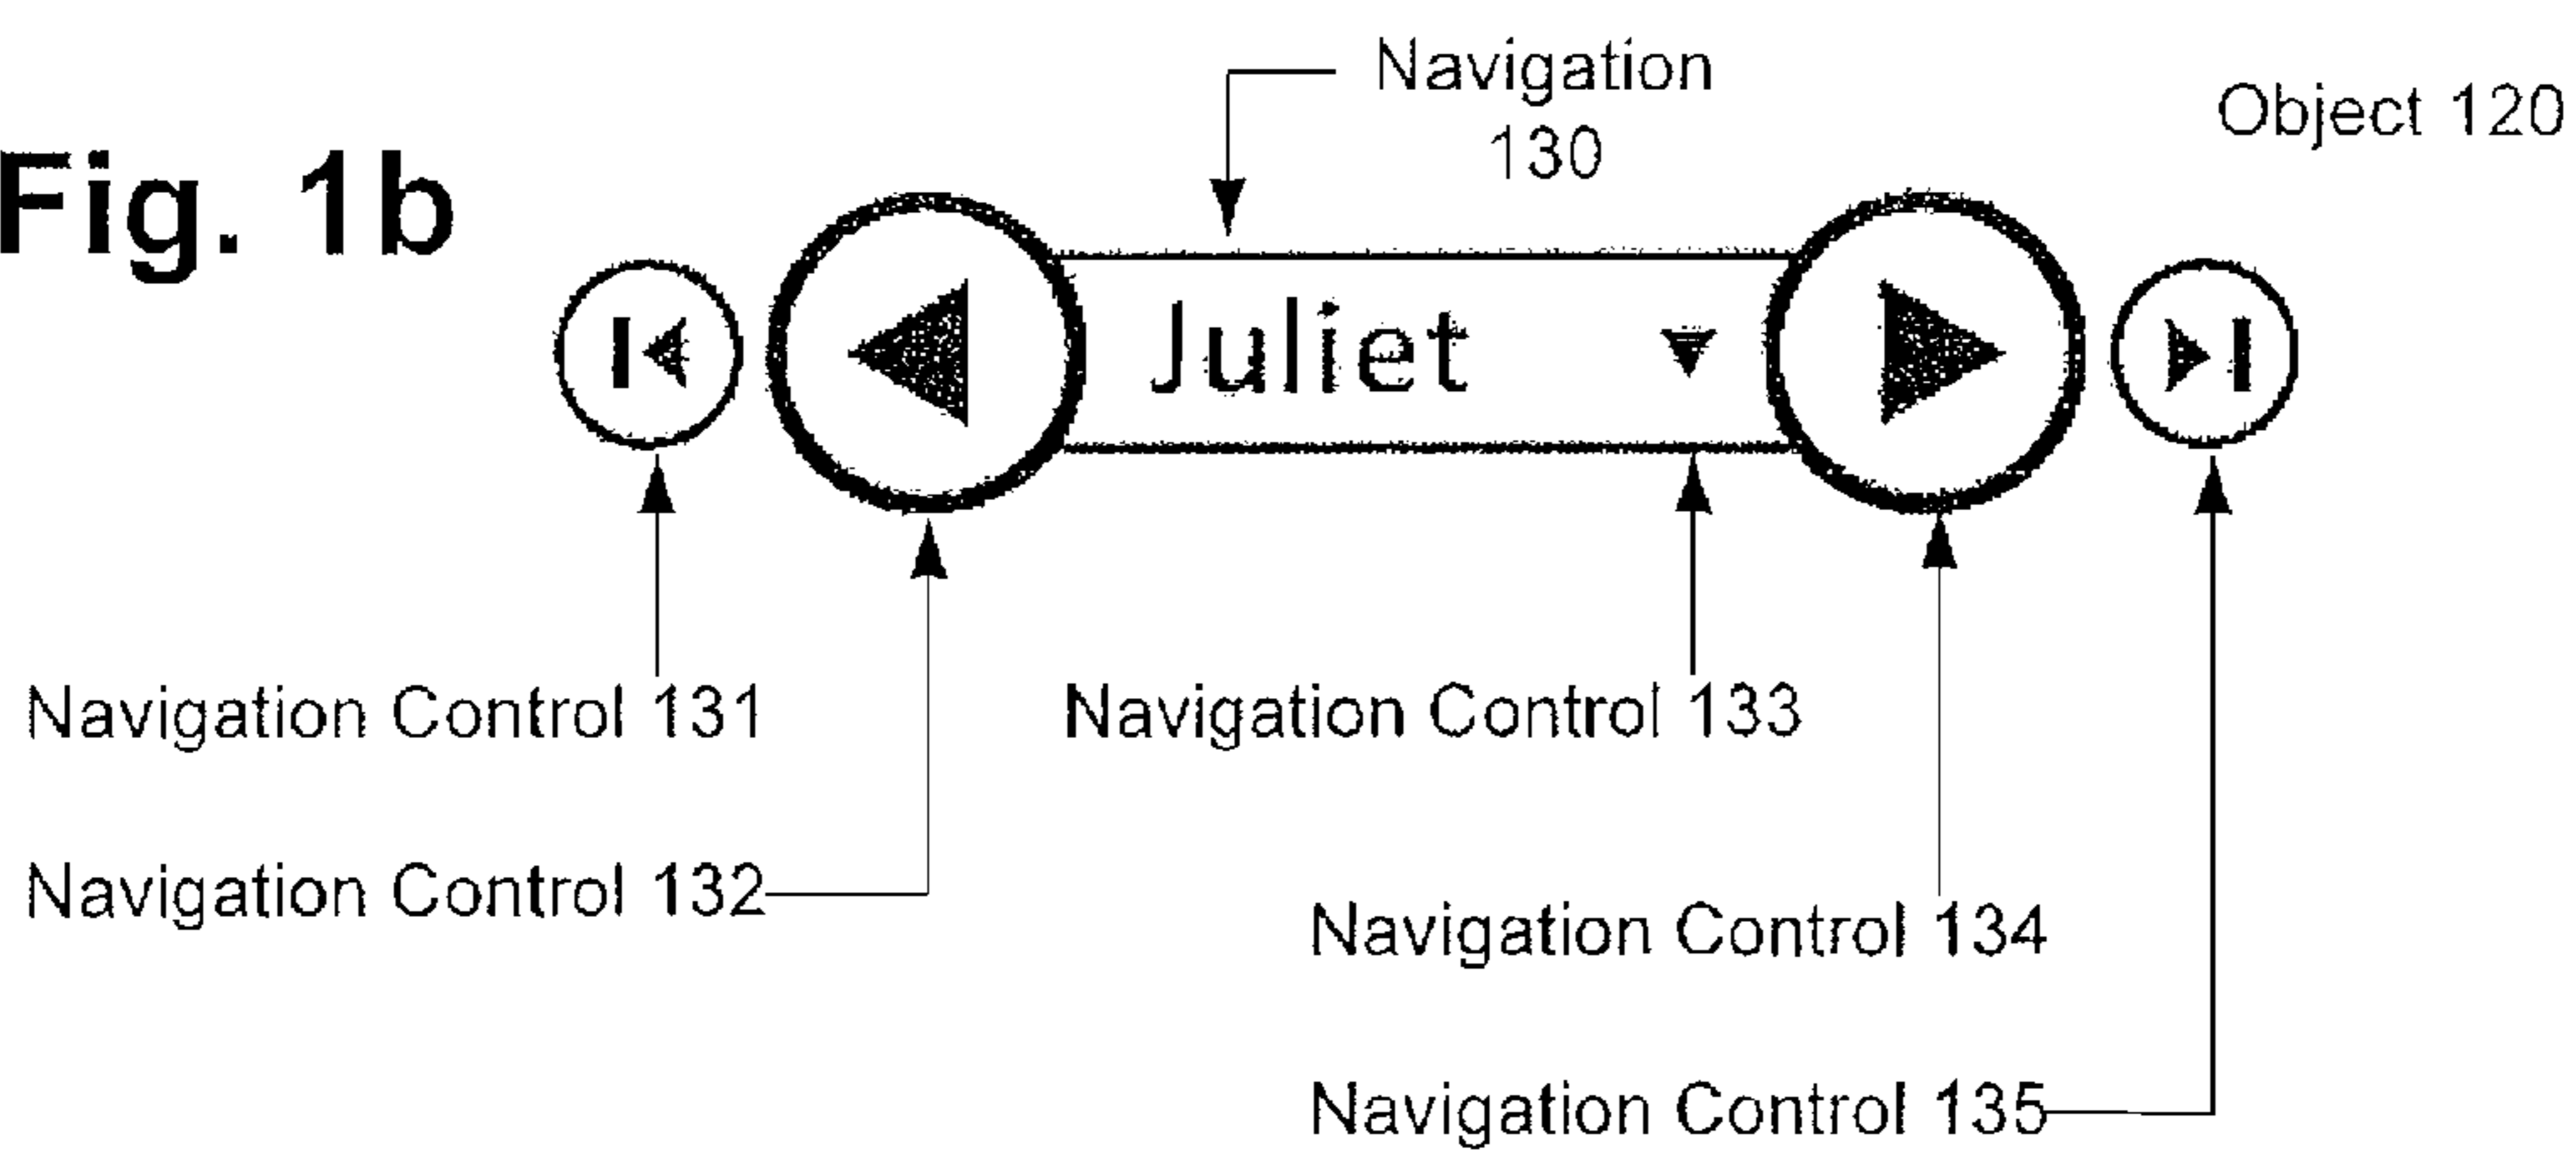 Navigation
130
Object 120
Fig. 1b
Juliet
Navigation Control 131
Navigation Control 133
Navigation Control 132
Navigation Control 134
Navigation Control 135